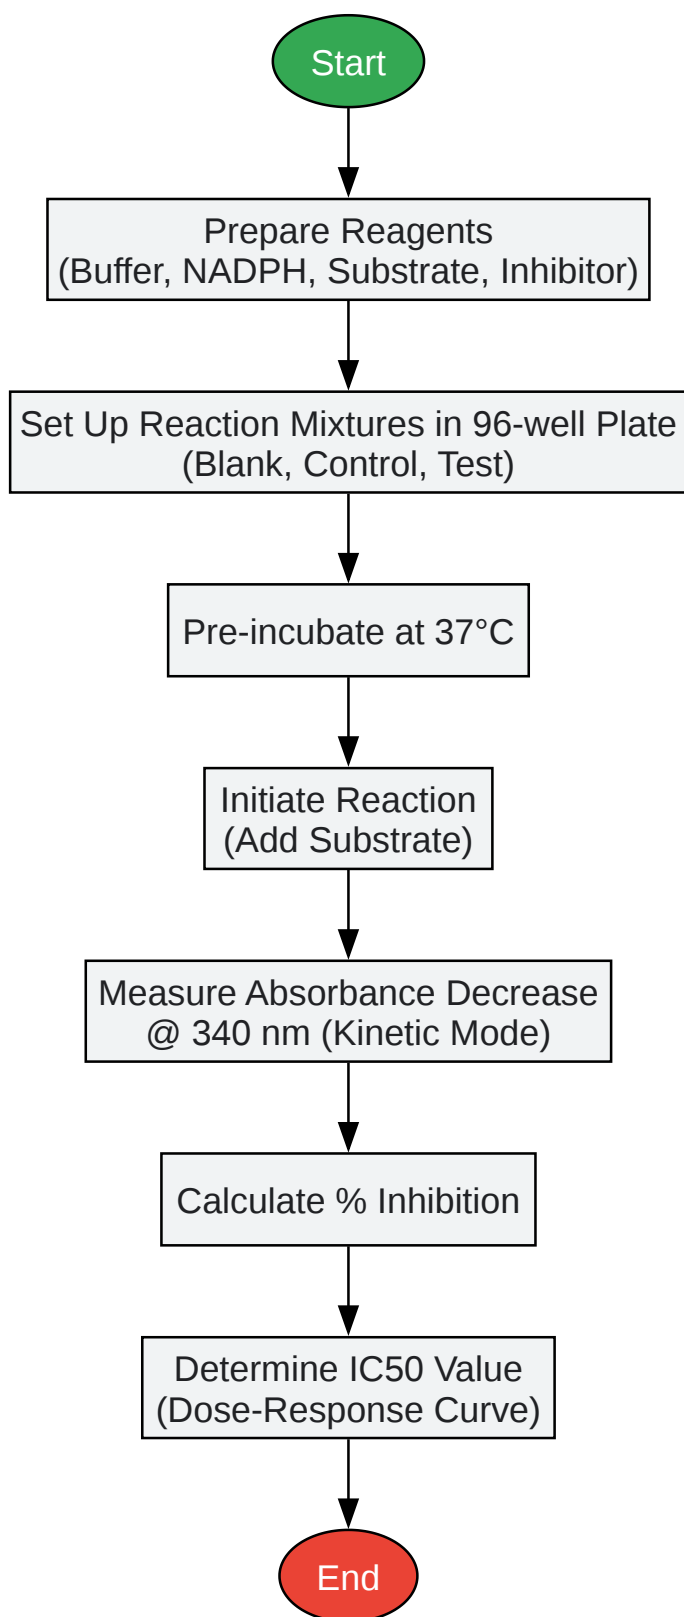 Start
Prepare Reagents
(Buffer, NADPH, Substrate, Inhibitor)
Set Up Reaction Mixtures in 96-well Plate
(Blank, Control, Test)
Pre-incubate at 37°C
Initiate Reaction
(Add Substrate)
Measure Absorbance Decrease
@ 340 nm (Kinetic Mode)
Calculate % Inhibition
Determine IC50 Value
(Dose-Response Curve)
End